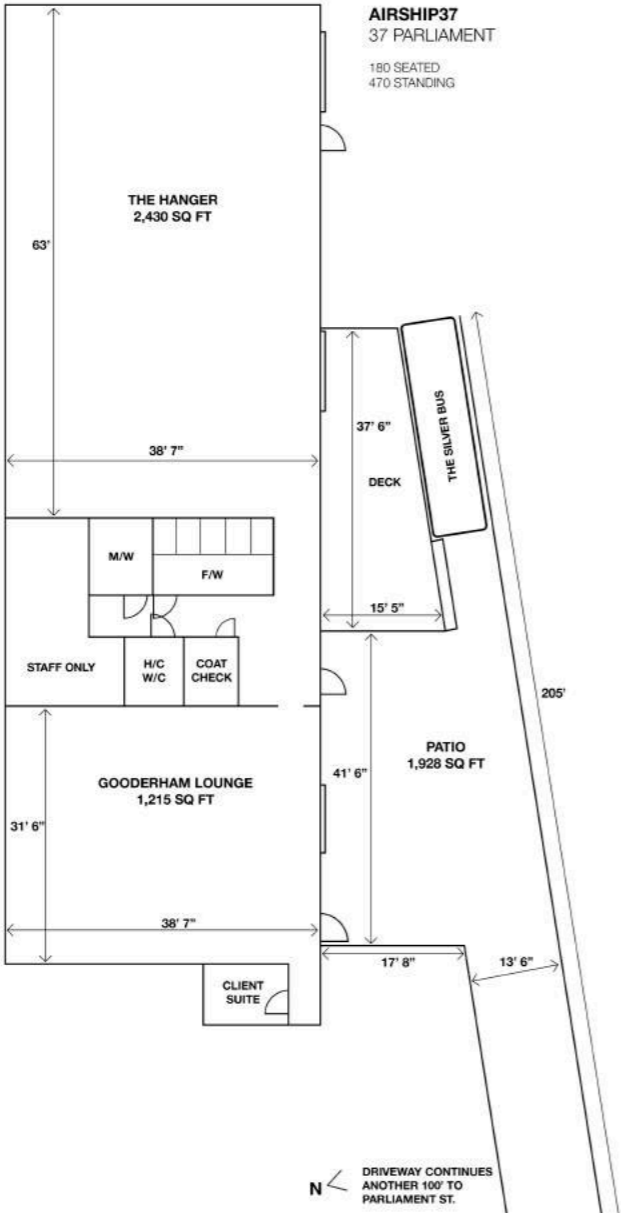 AIRSHIP37
37 PARLIAMENT
180 SEATED
470 STANDING
THE HANGER
2,430 SQ FT
63'
38' 7"
37' 6"
DECK
THE SILVER BUS
15' 5"
M/W
F/W
STAFF ONLY
H/C
W/C
COAT
CHECK
205'
PATIO
1,928 SQ FT
41' 6"
GOODERHAM LOUNGE
1,215 SQ FT
31' 6"
38' 7"
17' 8"
13' 6"
CLIENT
SUITE
N
DRIVEWAY CONTINUES
ANOTHER 100' TO
PARLIAMENT ST.